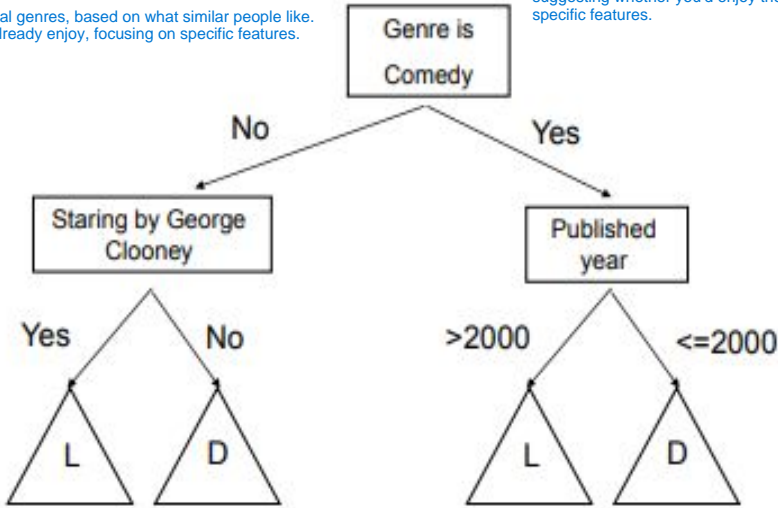 al genres, based on what similar people like.
already enjoy, focusing on specific features.
specific features.
Genre is
Comedy
No
Yes
Staring by George
Clooney
Published
year
Yes
No
>2000
<=2000
L
D
L
D